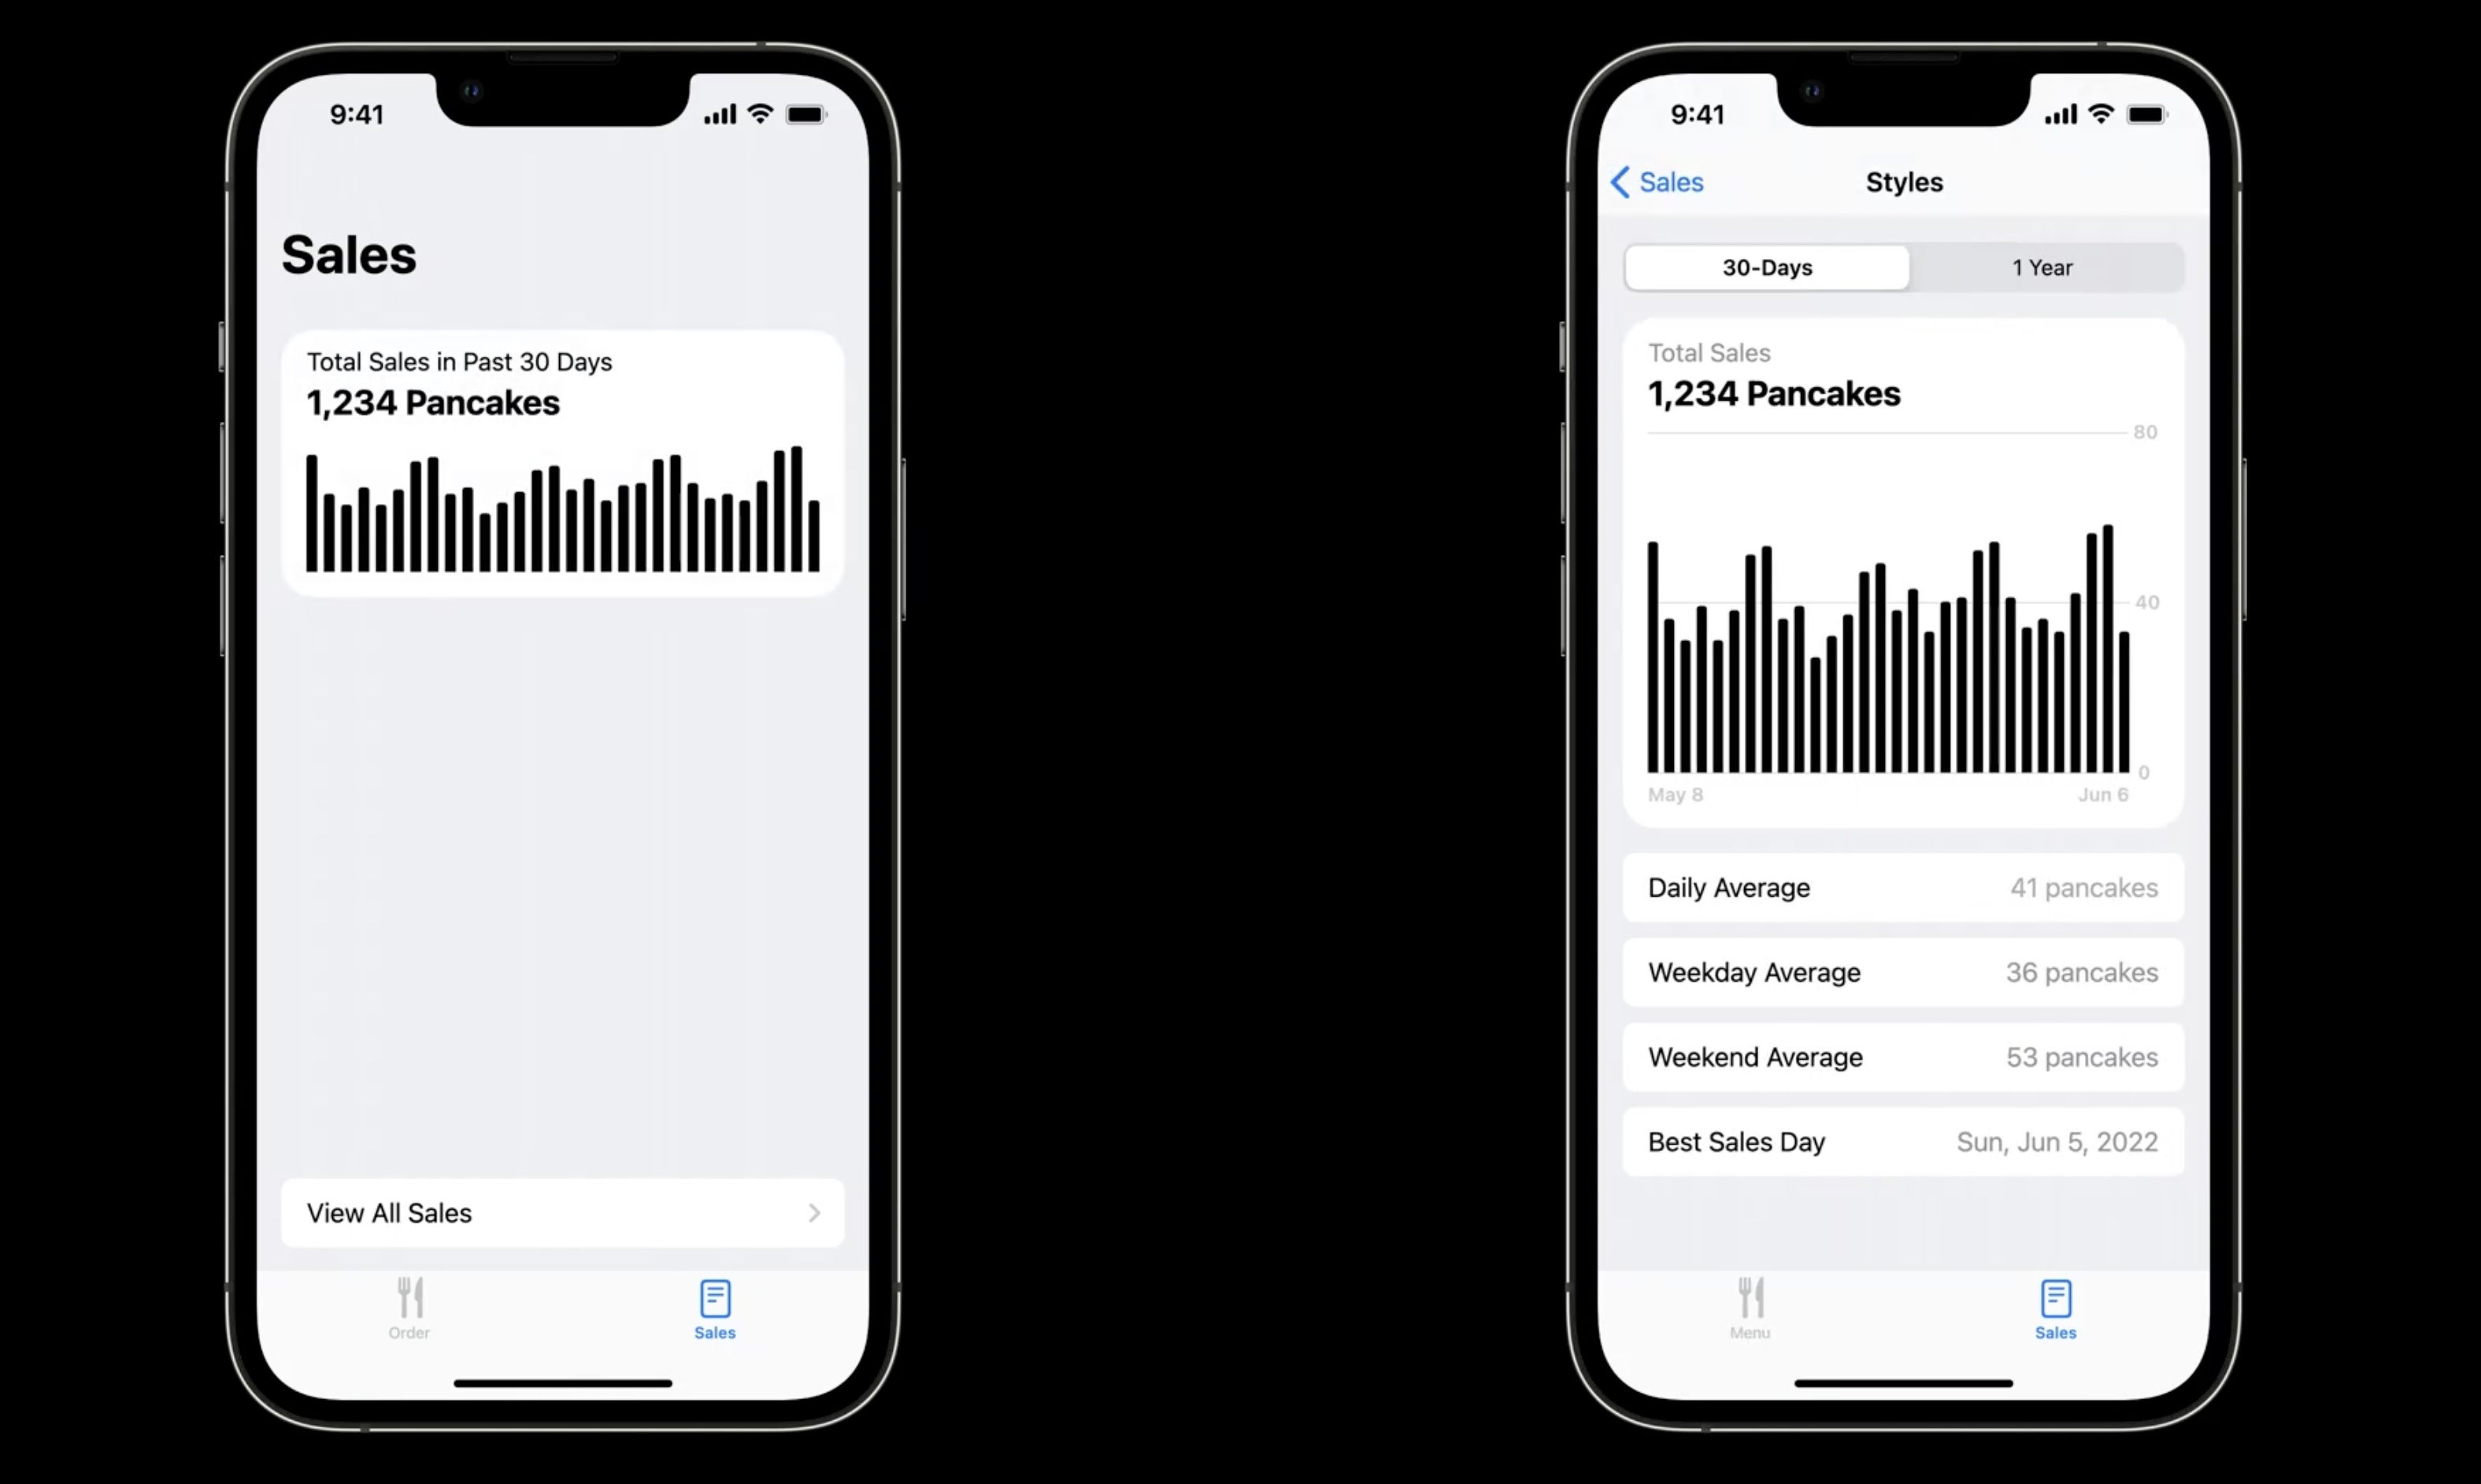 9:41
Sales
Total Sales in Past 30 Days
1,234 Pancakes
View All Sales
Order
Sales
9:41
Sales
Styles
30-Days
1 Year
Total Sales
1,234 Pancakes
80
40
0
May 8
Jun 6
Daily Average
41 pancakes
Weekday Average
36 pancakes
Weekend Average
53 pancakes
Best Sales Day
Sun, Jun 5, 2022
Menu
Sales